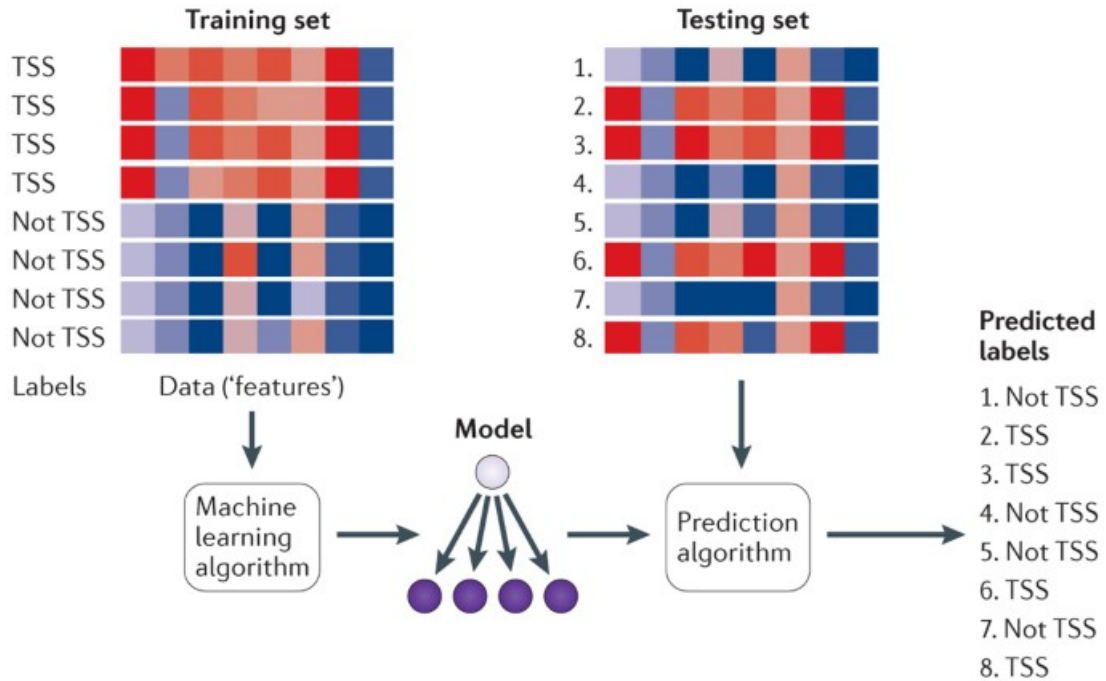 Training set
TSS
TSS
TSS
TSS
Not TSS
Not TSS
Not TSS
Not TSS
Labels
Data (‘features’)
Testing set
1.
2.
3.
4.
5.
6.
7.
8.
Machine
learning
algorithm
Model
Prediction
algorithm
Predicted
labels
1. Not TSS
2. TSS
3. TSS
4. Not TSS
5. Not TSS
6. TSS
7. Not TSS
8. TSS